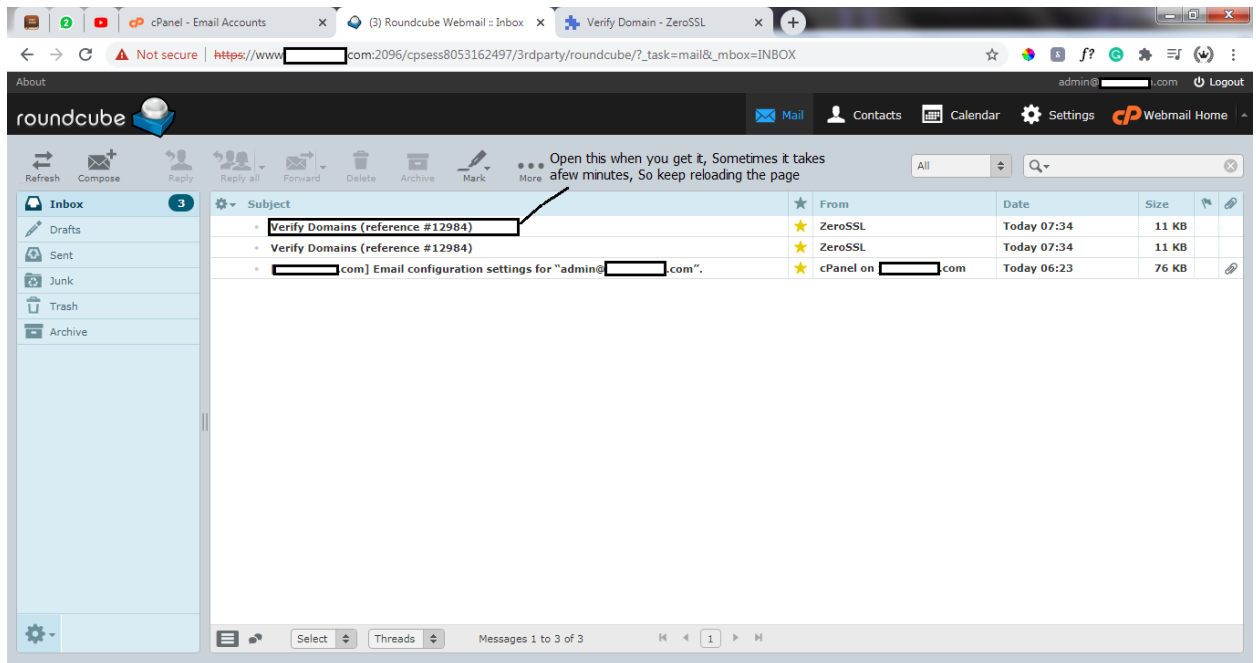 cPanel - Email Accounts
(3) Roundcube Webmail :: Inbox
Verify Domain - ZeroSSL
Not secure
https://www com:2096/cpsess8053162497/3rdparty/roundcube/?_task=mail&_mbox=INBOX
About
admin@ .com
Logout
roundcube
Mail
Contacts
Calendar
Settings
cP Webmail Home
Refresh
Compose
Reply
Reply all
Forward
Delete
Archive
Mark
More
Open this when you get it, Sometimes it takes
afew minutes, So keep reloading the page
All
Inbox 3
Drafts
Sent
Junk
Trash
Archive
Subject From Date Size
Verify Domains (reference #12984) ZeroSSL Today 07:34 11 KB
Verify Domains (reference #12984) ZeroSSL Today 07:34 11 KB
[ .com] Email configuration settings for “admin@ .com”. cPanel on .com Today 06:23 76 KB
Select
Threads
Messages 1 to 3 of 3
1